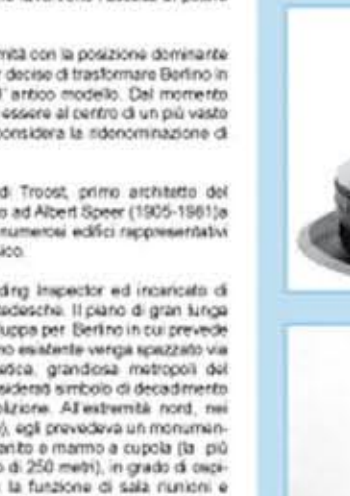 mità con la posizione dominante
decise di trasformare Berlino in
l' antico modello. Dal momento
essere al centro di un più vasto
considera la ridenominazione di
di Troost, primo architetto del
o ad Albert Speer (1905-1981)a
numerosi edifici rappresentativi
ico.
ding Inspector ed incaricato di
edesche. Il piano di gran lunga
luppa per Berlino in cui prevede
no esistente venga spazzato via
etica, grandiosa metropoli del
siderati simbolo di decadimento
lizione. All'estremità nord, nei
), egli prevedeva un monumen-
anito e marmo a cupola (la più
o di 250 metri), in grado di ospi-
la funzione di sala riunioni e